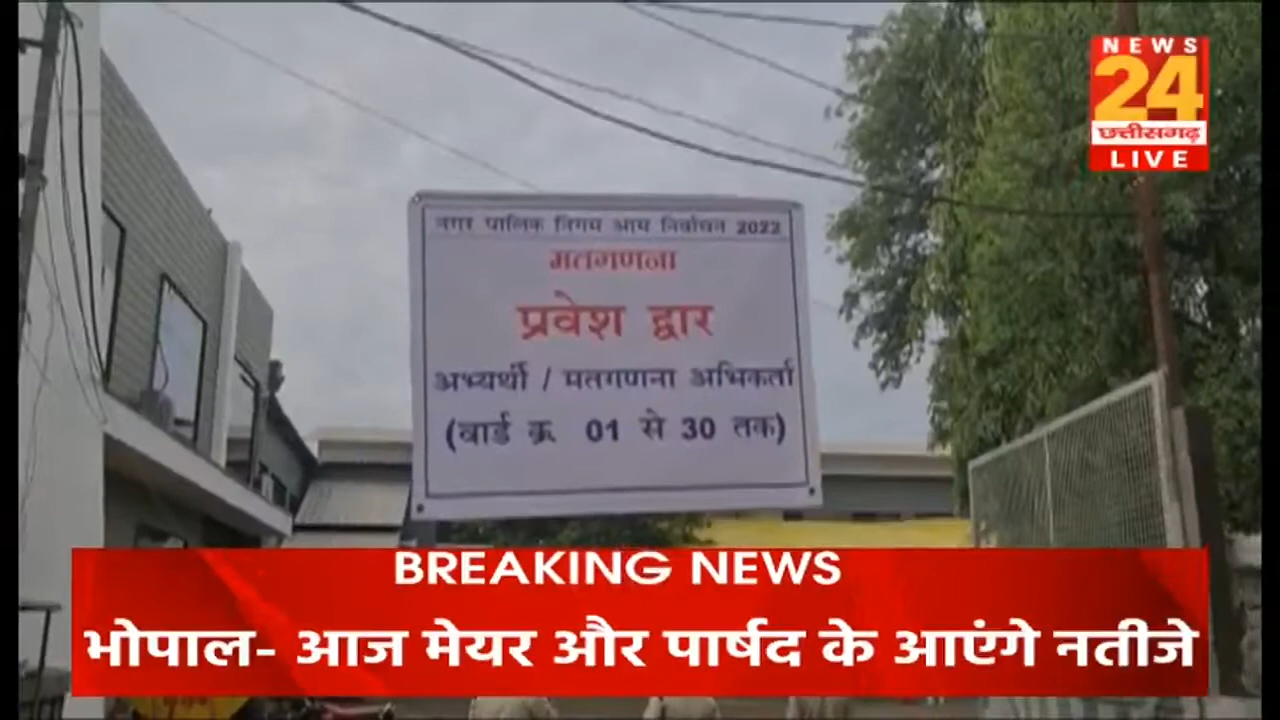 NEWS
24
छत्तीसगढ़
LIVE
नगर पालिक निगम आम निर्वाचन 2022
मतगणना
प्रवेश द्वार
अभ्यर्थी / मतगणना अभिकर्ता
(वार्ड क्र. 01 से 30 तक)
BREAKING NEWS
भोपाल- आज मेयर और पार्षद के आएंगे नतीजे